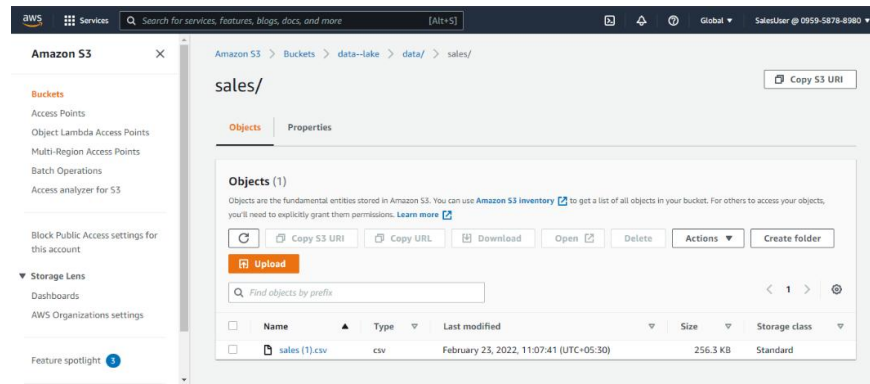 aws Services Search for services, features, blogs, docs, and more [Alt+S] Global ▼ SalesUser @ 0959-5878-8980 ▼
Amazon S3
Buckets
Access Points
Object Lambda Access Points
Multi-Region Access Points
Batch Operations
Access analyzer for S3
Block Public Access settings for
this account
▼ Storage Lens
Dashboards
AWS Organizations settings
Feature spotlight 3
Amazon S3 > Buckets > data--lake > data/ > sales/
sales/
Copy S3 URI
Objects Properties
Objects (1)
Objects are the fundamental entities stored in Amazon S3. You can use Amazon S3 inventory to get a list of all objects in your bucket. For others to access your objects,
you'll need to explicitly grant them permissions. Learn more
Copy S3 URI Copy URL Download Open Delete Actions ▼ Create folder
Upload
Find objects by prefix
< 1 >
Name ▲ Type ▽ Last modified ▽ Size ▽ Storage class ▽
sales (1).csv csv February 23, 2022, 11:07:41 (UTC+05:30) 256.3 KB Standard